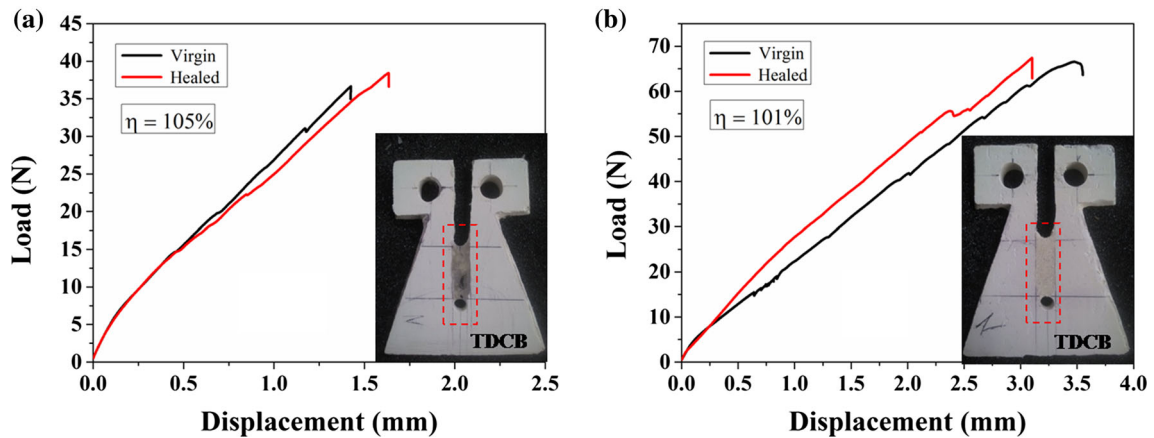 (a)
45
40
35
30
25
20
15
10
5
0
Load (N)
Virgin
Healed
η = 105%
TDCB
0.0 0.5 1.0 1.5 2.0 2.5
Displacement (mm)
(b)
70
60
50
40
30
20
10
0
Load (N)
Virgin
Healed
η = 101%
TDCB
0.0 0.5 1.0 1.5 2.0 2.5 3.0 3.5 4.0
Displacement (mm)